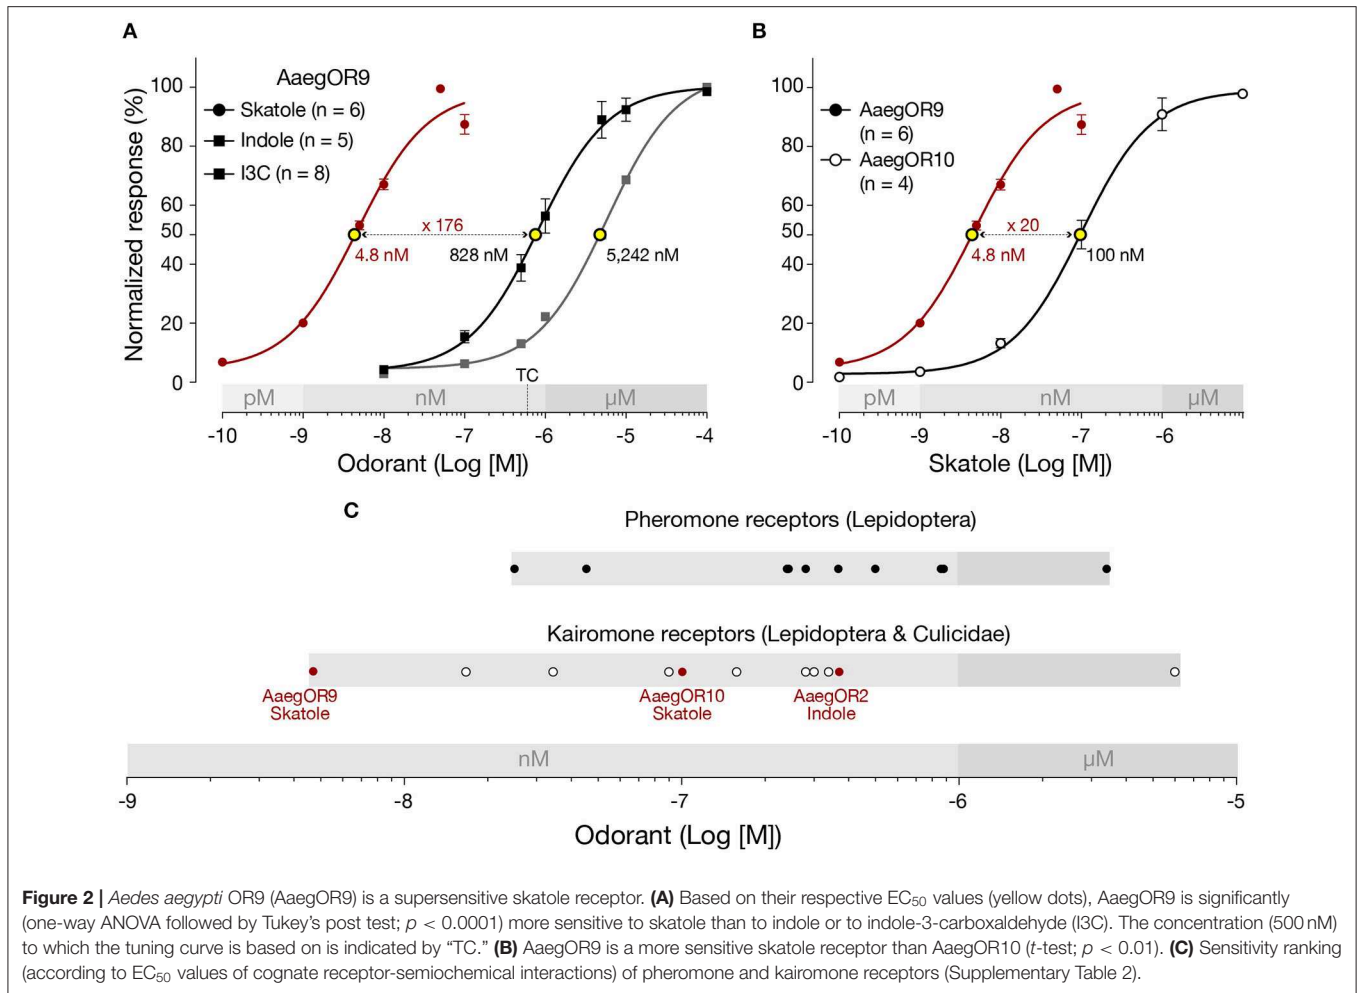 A
AaegOR9
Skatole (n = 6)
Indole (n = 5)
I3C (n = 8)
Normalized response (%)
100
80
60
50
40
20
0
x 176
4.8 nM
828 nM
5,242 nM
TC
pM nM µM
-10 -9 -8 -7 -6 -5 -4
Odorant (Log [M])
B
AaegOR9
(n = 6)
AaegOR10
(n = 4)
100
80
60
50
40
20
0
x 20
4.8 nM
100 nM
pM nM µM
-10 -9 -8 -7 -6
Skatole (Log [M])
C
Pheromone receptors (Lepidoptera)
Kairomone receptors (Lepidoptera & Culicidae)
AaegOR9 AaegOR10 AaegOR2
Skatole Skatole Indole
nM µM
-9 -8 -7 -6 -5
Odorant (Log [M])
Figure 2 | Aedes aegypti OR9 (AaegOR9) is a supersensitive skatole receptor. (A) Based on their respective EC50 values (yellow dots), AaegOR9 is significantly
(one-way ANOVA followed by Tukey's post test; p < 0.0001) more sensitive to skatole than to indole or to indole-3-carboxaldehyde (I3C). The concentration (500 nM)
to which the tuning curve is based on is indicated by “TC.” (B) AaegOR9 is a more sensitive skatole receptor than AaegOR10 (t-test; p < 0.01). (C) Sensitivity ranking
(according to EC50 values of cognate receptor-semiochemical interactions) of pheromone and kairomone receptors (Supplementary Table 2).